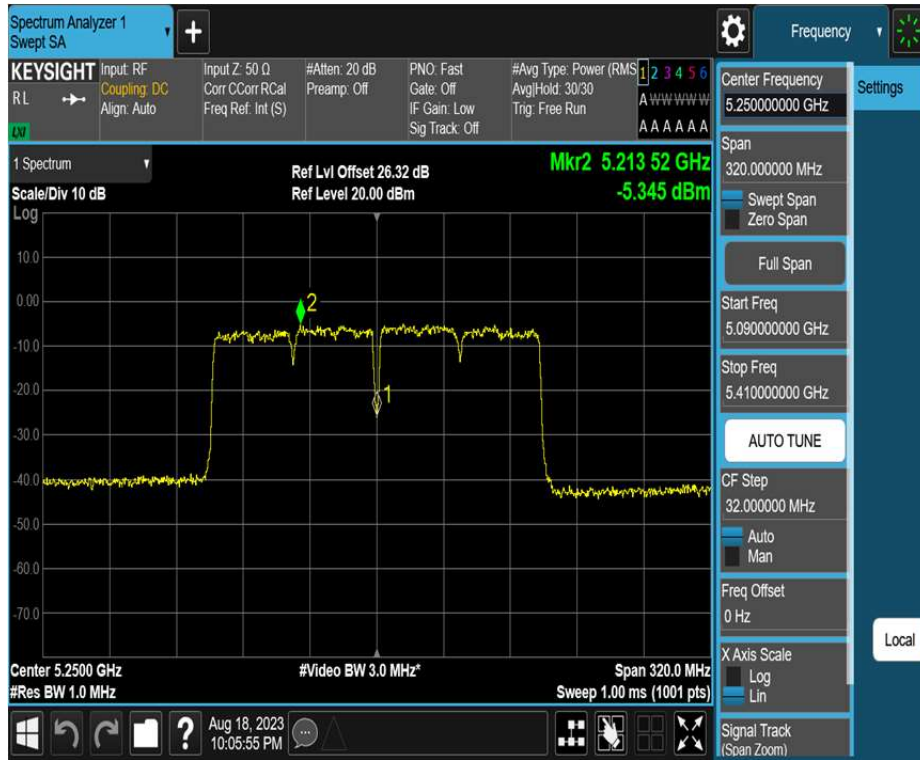 Spectrum Analyzer 1
Swept SA
+
Frequency
KEYSIGHT
RL
LXI
Input: RF
Coupling: DC
Align: Auto
Input Z: 50 Ω
Corr CCorr RCal
Freq Ref: Int (S)
#Atten: 20 dB
Preamp: Off
PNO: Fast
Gate: Off
IF Gain: Low
Sig Track: Off
#Avg Type: Power (RMS
Avg|Hold: 30/30
Trig: Free Run
1 2 3 4 5 6
A W W W W W
A A A A A A
1 Spectrum
Scale/Div 10 dB
Log
Ref Lvl Offset 26.32 dB
Ref Level 20.00 dBm
Mkr2 5.213 52 GHz
-5.345 dBm
10.0
0.00
-10.0
-20.0
-30.0
-40.0
-50.0
-60.0
-70.0
2
1
Center 5.2500 GHz
#Res BW 1.0 MHz
#Video BW 3.0 MHz*
Span 320.0 MHz
Sweep 1.00 ms (1001 pts)
?
Aug 18, 2023
10:05:55 PM
Center Frequency
5.25000000 GHz
Settings
Span
320.000000 MHz
Swept Span
Zero Span
Full Span
Start Freq
5.090000000 GHz
Stop Freq
5.410000000 GHz
AUTO TUNE
CF Step
32.000000 MHz
Auto
Man
Freq Offset
0 Hz
Local
X Axis Scale
Log
Lin
Signal Track
(Span Zoom)